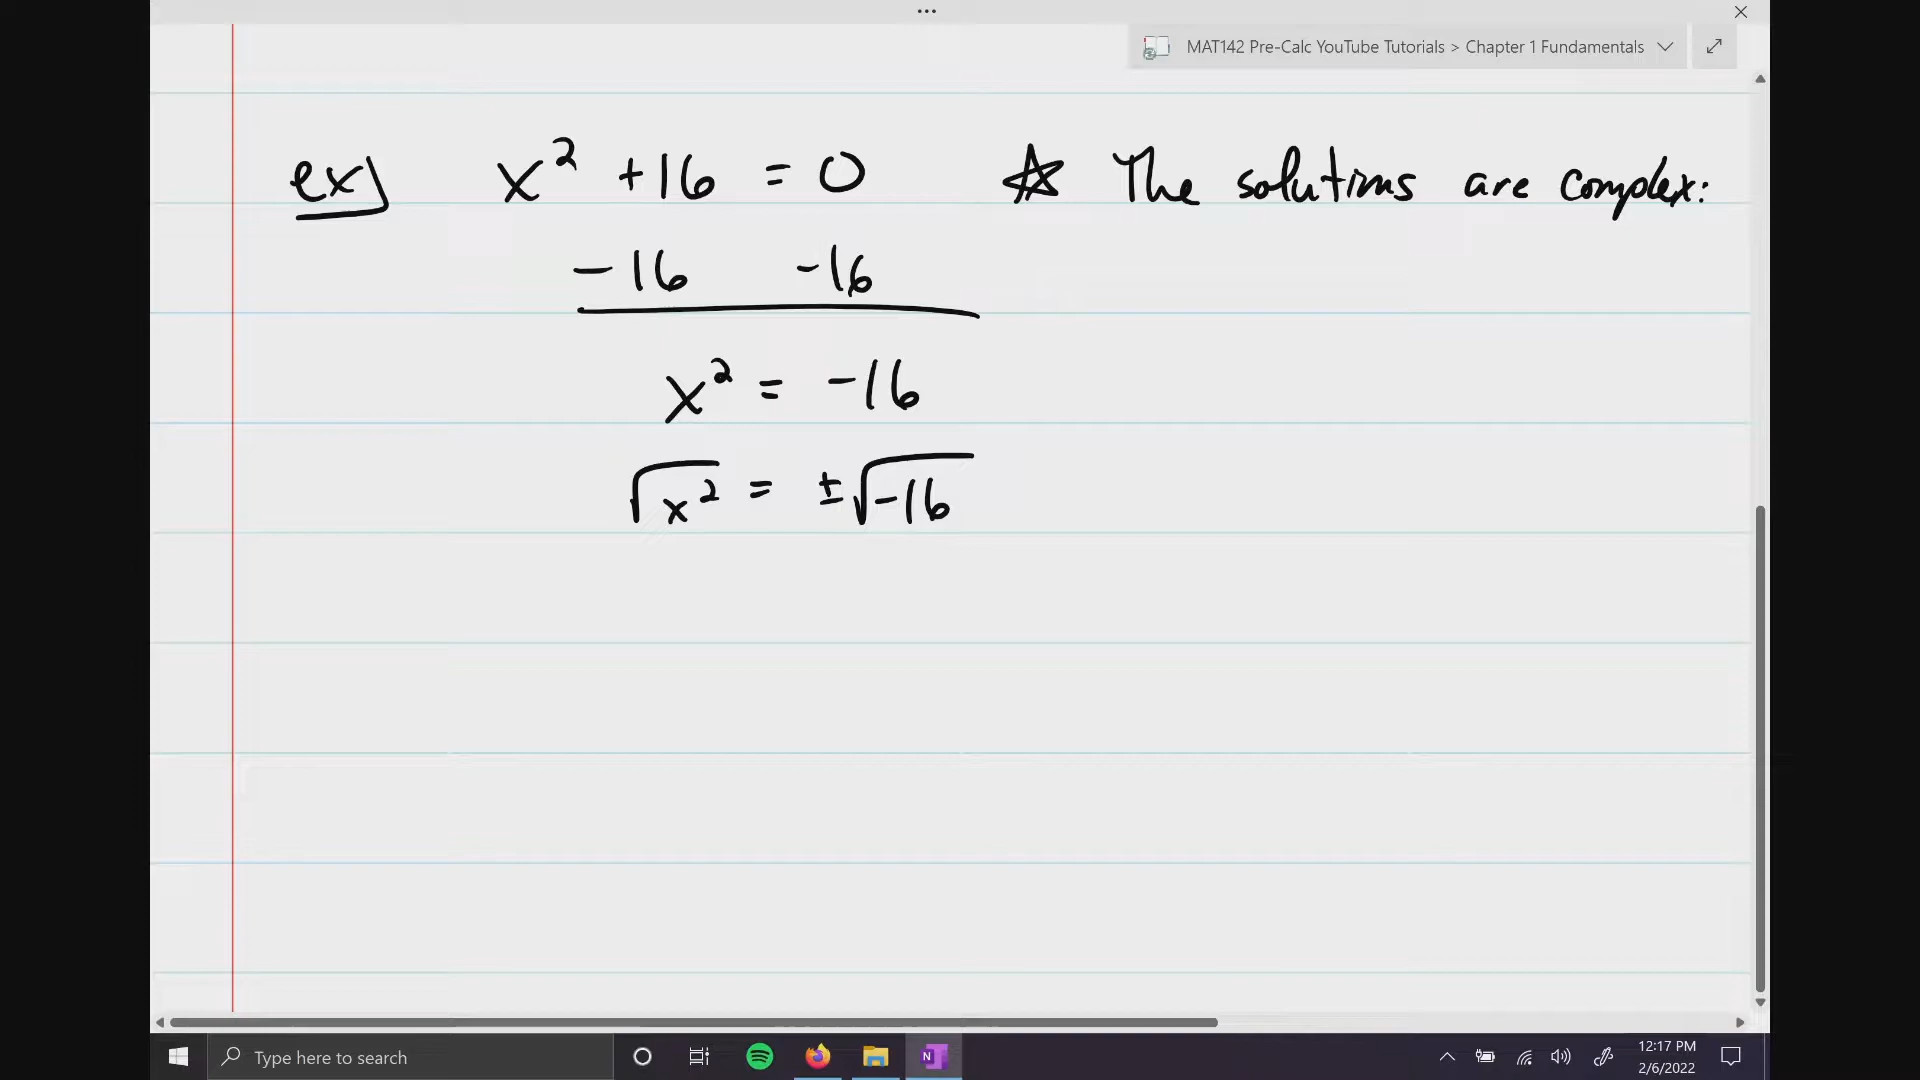 ...
MAT142 Pre-Calc YouTube Tutorials > Chapter 1 Fundamentals
ex) x² + 16 = 0 ☆ The solutions are complex:
- 16 -16
x² = -16
√x² = ±√-16
Type here to search
12:17 PM
2/6/2022